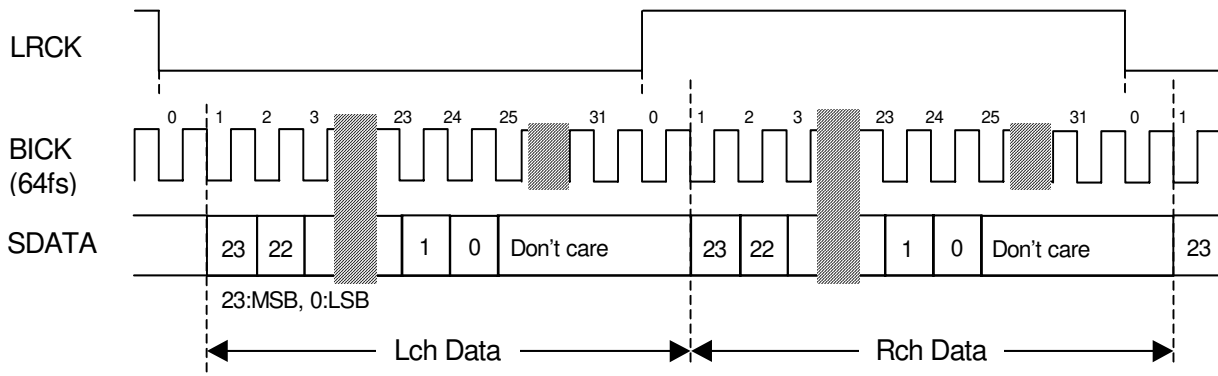 LRCK
0 1 2 3 23 24 25 31 0 1 2 3 23 24 25 31 0 1
BICK
(64fs)
SDATA 23 22 1 0 Don't care 23 22 1 0 Don't care 23
23:MSB, 0:LSB
Lch Data Rch Data